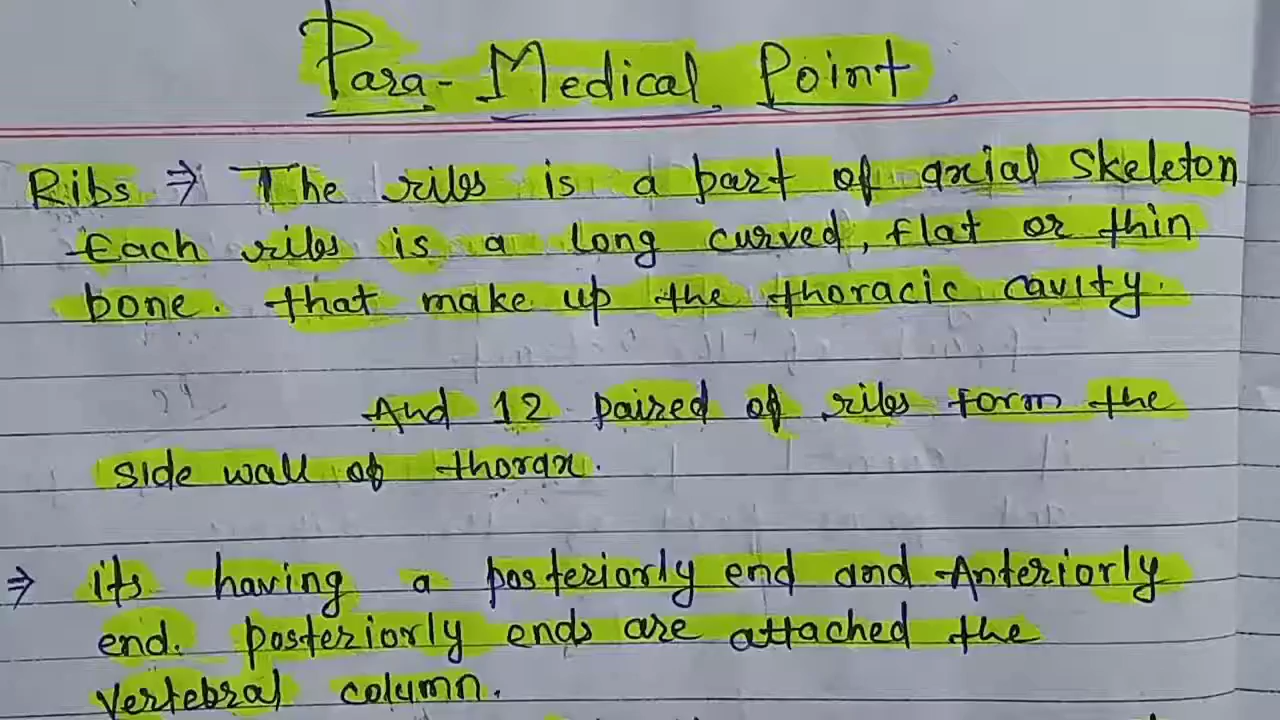 Para-Medical Point
Ribs ⇒ The ribs is a part of axial skeleton
Each ribs is a long curved, flat or thin
bone. that make up the thoracic cavity.
And 12 paired of ribs form the
side wall of thorax.
⇒ its having a posteriorly end and Anteriorly
end. posteriorly ends are attached the
vertebral column.